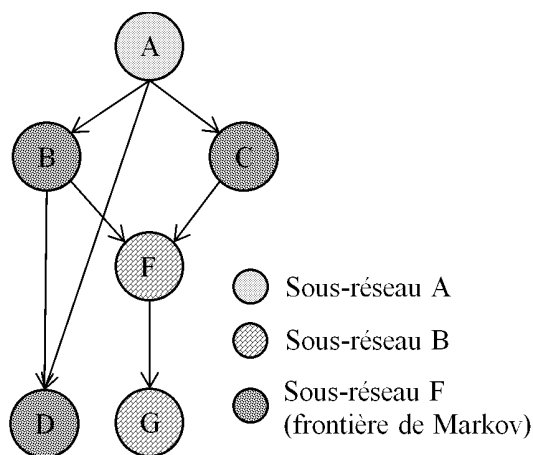 A
B
C
F
D
G
Sous-réseau A
Sous-réseau B
Sous-réseau F
(frontière de Markov)